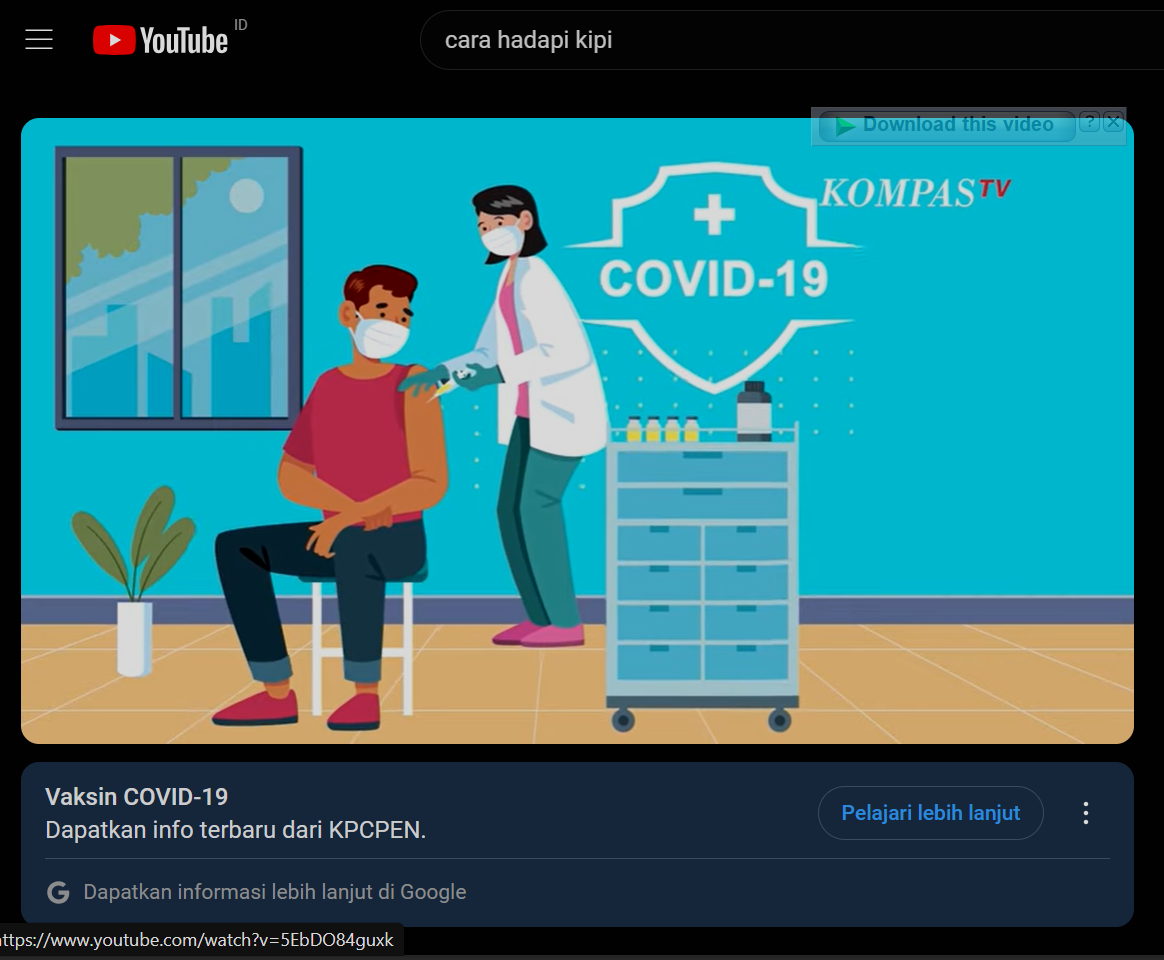 YouTube ID
cara hadapi kipi
Download this video ? X
KOMPAS TV
COVID-19
Vaksin COVID-19
Dapatkan info terbaru dari KPCPEN.
Pelajari lebih lanjut
G Dapatkan informasi lebih lanjut di Google
ttps://www.youtube.com/watch?v=5EbDO84guxk